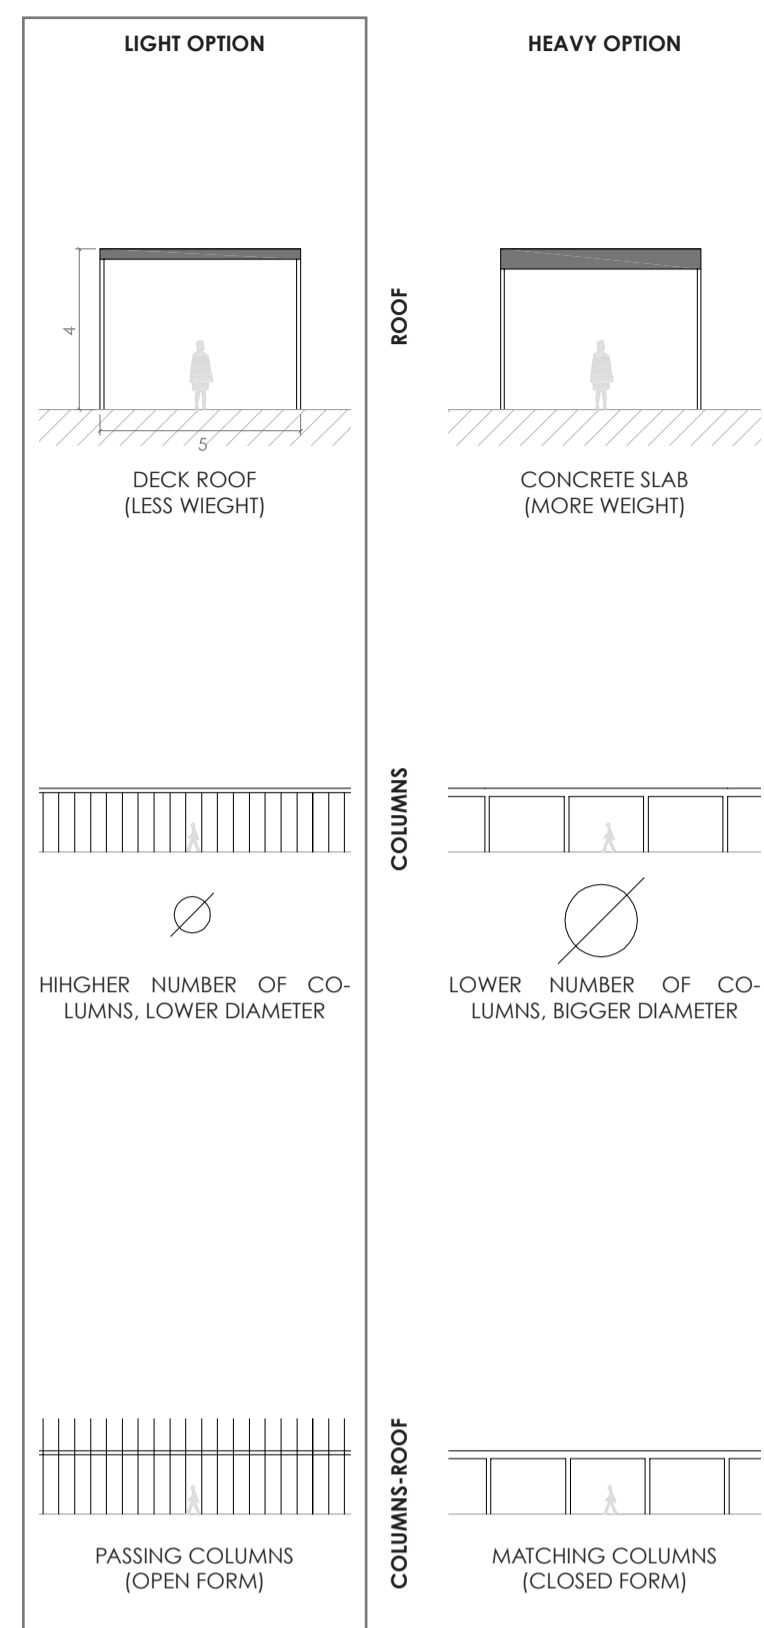 LIGHT OPTION
HEAVY OPTION
ROOF
4
5
DECK ROOF
(LESS WIEGHT)
CONCRETE SLAB
(MORE WEIGHT)
COLUMNS
HIHGHER NUMBER OF CO-
LUMNS, LOWER DIAMETER
LOWER NUMBER OF CO-
LUMNS, BIGGER DIAMETER
COLUMNS-ROOF
PASSING COLUMNS
(OPEN FORM)
MATCHING COLUMNS
(CLOSED FORM)